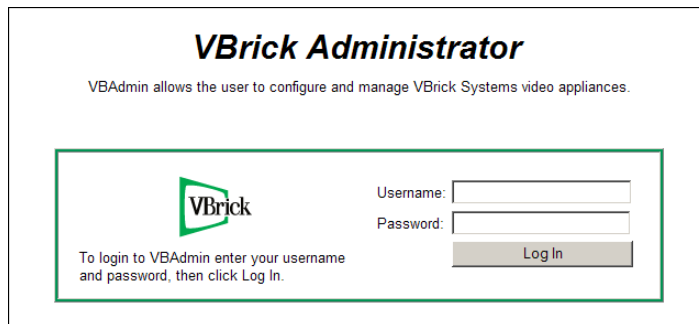 VBrick Administrator
VBAdmin allows the user to configure and manage VBrick Systems video appliances.
VBrick
To login to VBAdmin enter your username
and password, then click Log In.
Username:
Password:
Log In